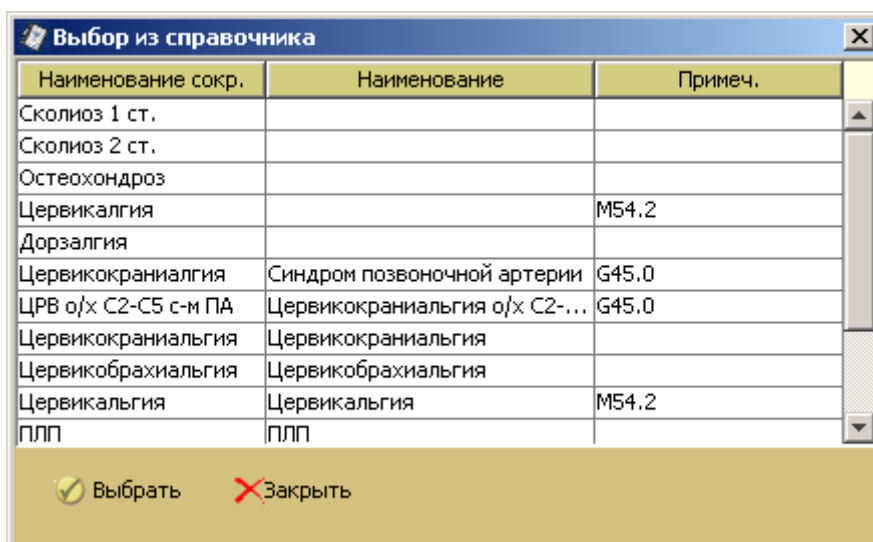 Выбор из справочника
Наименование сокр. Наименование Примеч.
Сколиоз 1 ст.
Сколиоз 2 ст.
Остеохондроз
Цервикалгия М54.2
Дорзалгия
Цервикокраниалгия Синдром позвоночной артерии G45.0
ЦРВ о/х С2-С5 с-м ПА Цервикокраниальгия о/х С2-... G45.0
Цервикокраниальгия Цервикокраниальгия
Цервикобрахиальгия Цервикобрахиальгия
Цервикальгия Цервикальгия М54.2
ПЛП ПЛП
Выбрать Закрыть